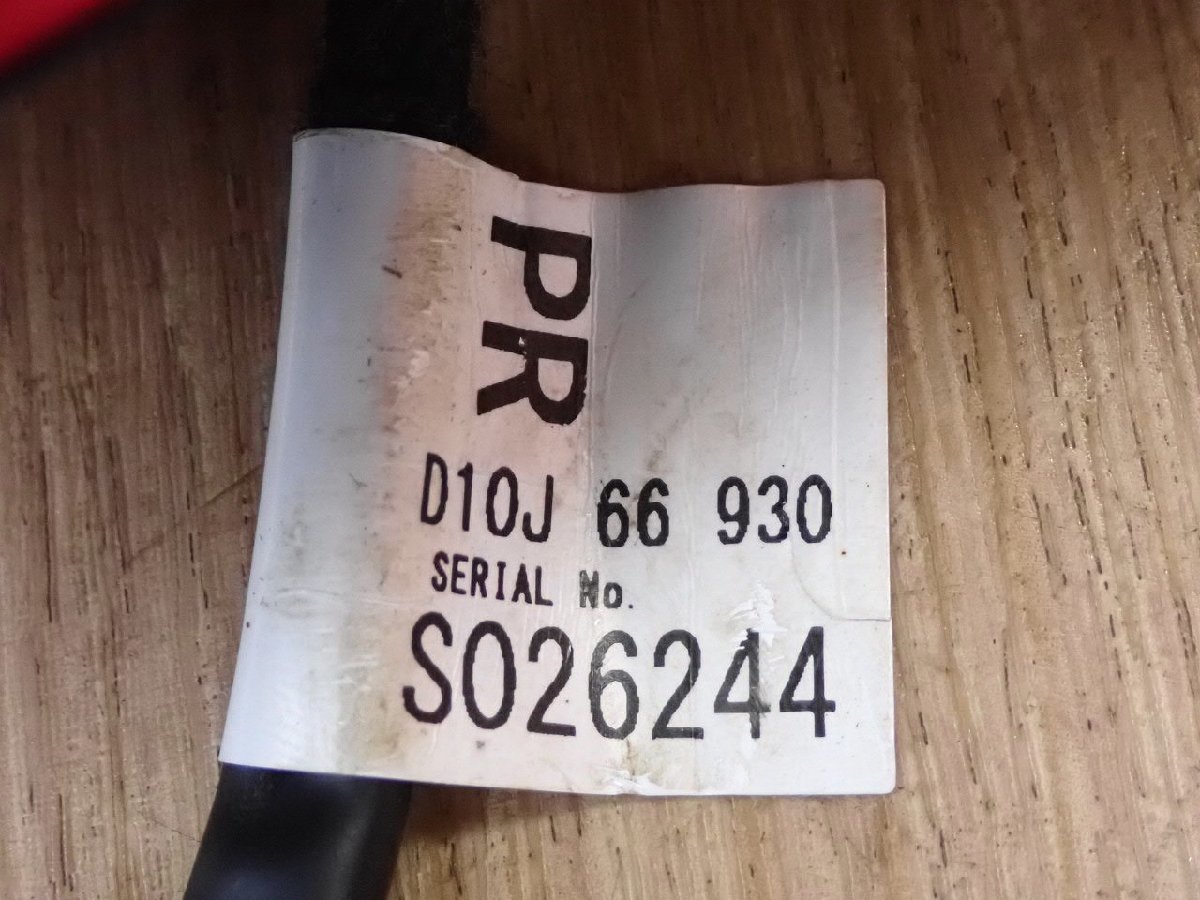 PR
D10J 66 930
SERIAL No.
S026244